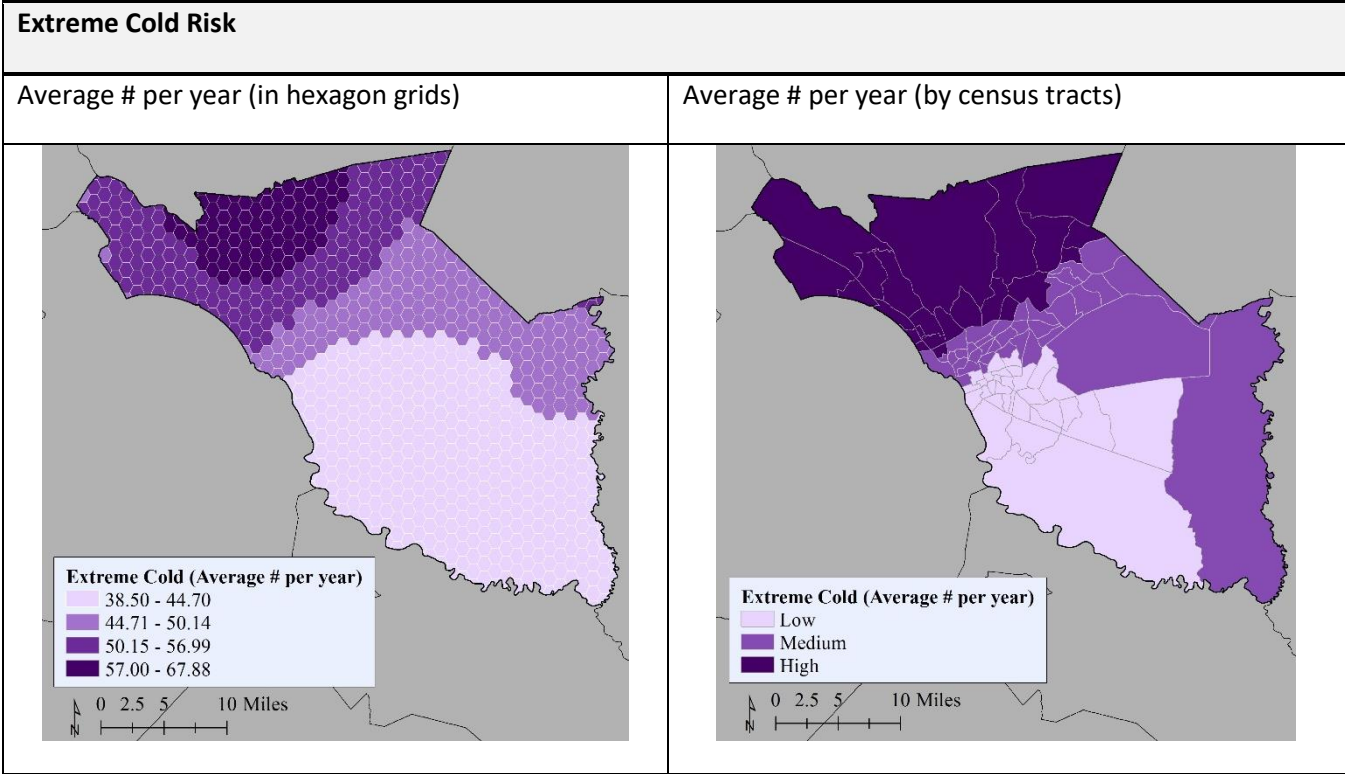 Extreme Cold Risk
Average # per year (in hexagon grids)
Average # per year (by census tracts)
Extreme Cold (Average # per year)
38.50 - 44.70
44.71 - 50.14
50.15 - 56.99
57.00 - 67.88
N
0 2.5 5 10 Miles
Extreme Cold (Average # per year)
Low
Medium
High
N
0 2.5 5 10 Miles